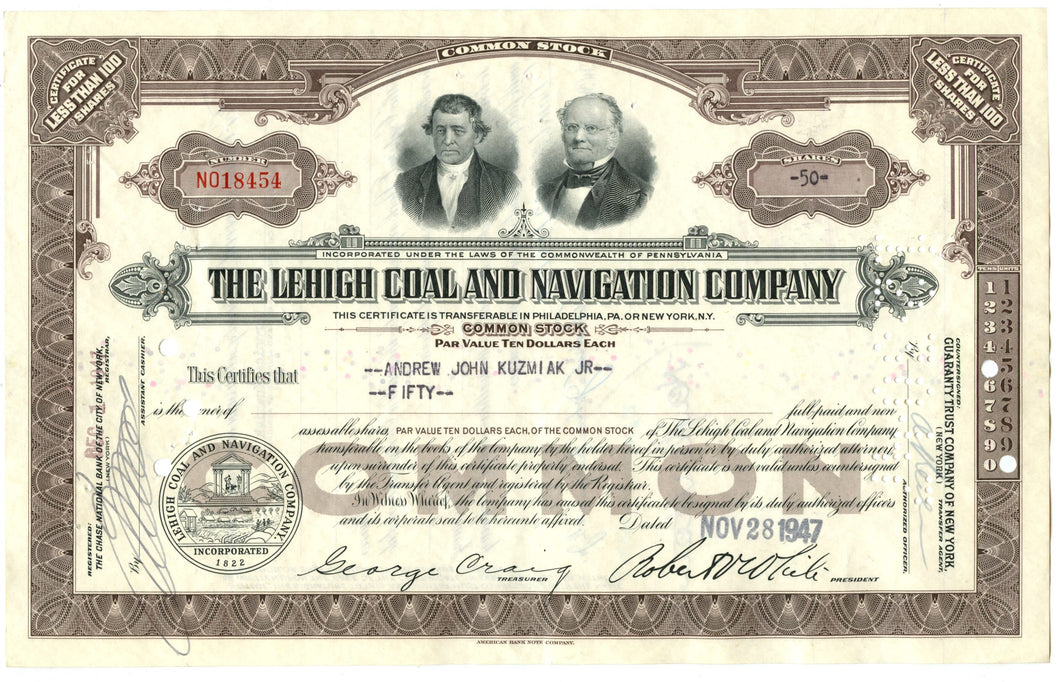 COMMON STOCK
CERTIFICATE
FOR
LESS THAN 100
SHARES
CERTIFICATE
FOR
LESS THAN 100
SHARES
NUMBER
NO18454
SHARES
-50-
INCORPORATED UNDER THE LAWS OF THE COMMONWEALTH OF PENNSYLVANIA
THE LEHIGH COAL AND NAVIGATION COMPANY
THIS CERTIFICATE IS TRANSFERABLE IN PHILADELPHIA, PA. OR NEW YORK, N.Y.
COMMON STOCK
PAR VALUE TEN DOLLARS EACH
This Certifies that --ANDREW JOHN KUZMIAK JR--
--FIFTY--
is the owner of full-paid and non-
assessable shares, PAR VALUE TEN DOLLARS EACH, OF THE COMMON STOCK of The Lehigh Coal and Navigation Company,
transferable on the books of the Company by the holder hereof in person or by duly authorized attorney,
upon surrender of this certificate properly endorsed. This certificate is not valid unless countersigned
by the Transfer Agent and registered by the Registrar.
In Witness Whereof, the Company has caused this certificate to be signed by its duly authorized officers
and its corporate seal to be hereunto affixed. Dated NOV 28 1947
COMMON
LEHIGH COAL AND NAVIGATION COMPANY.
INCORPORATED
1822
George Craig
TREASURER
Robert V White
PRESIDENT
REGISTERED:
THE CHASE NATIONAL BANK OF THE CITY OF NEW YORK,
(NEW YORK) REGISTRAR,
By
ASSISTANT CASHIER.
COUNTERSIGNED:
GUARANTY TRUST COMPANY OF NEW YORK,
(NEW YORK) TRANSFER AGENT,
By
AUTHORIZED OFFICER.
TENS UNITS
1 1
2 2
3 3
4 4
5
6 6
7 7
8 8
9 9
0
AMERICAN BANK NOTE COMPANY.